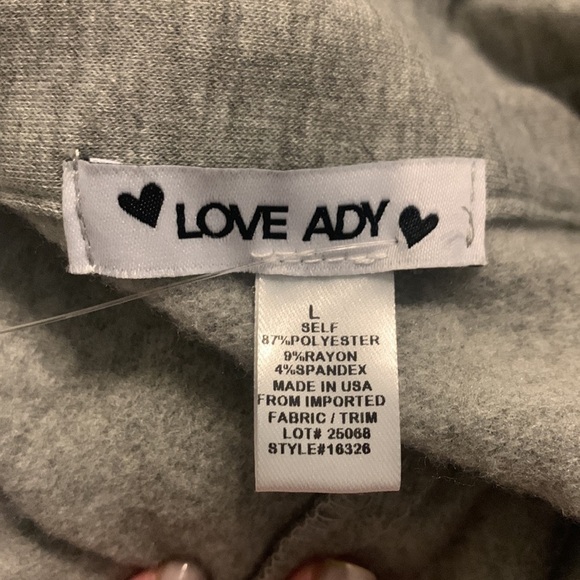 LOVE ADY
L
SELF
87%POLYESTER
9%RAYON
4%SPANDEX
MADE IN USA
FROM IMPORTED
FABRIC / TRIM
LOT# 25068
STYLE#16326